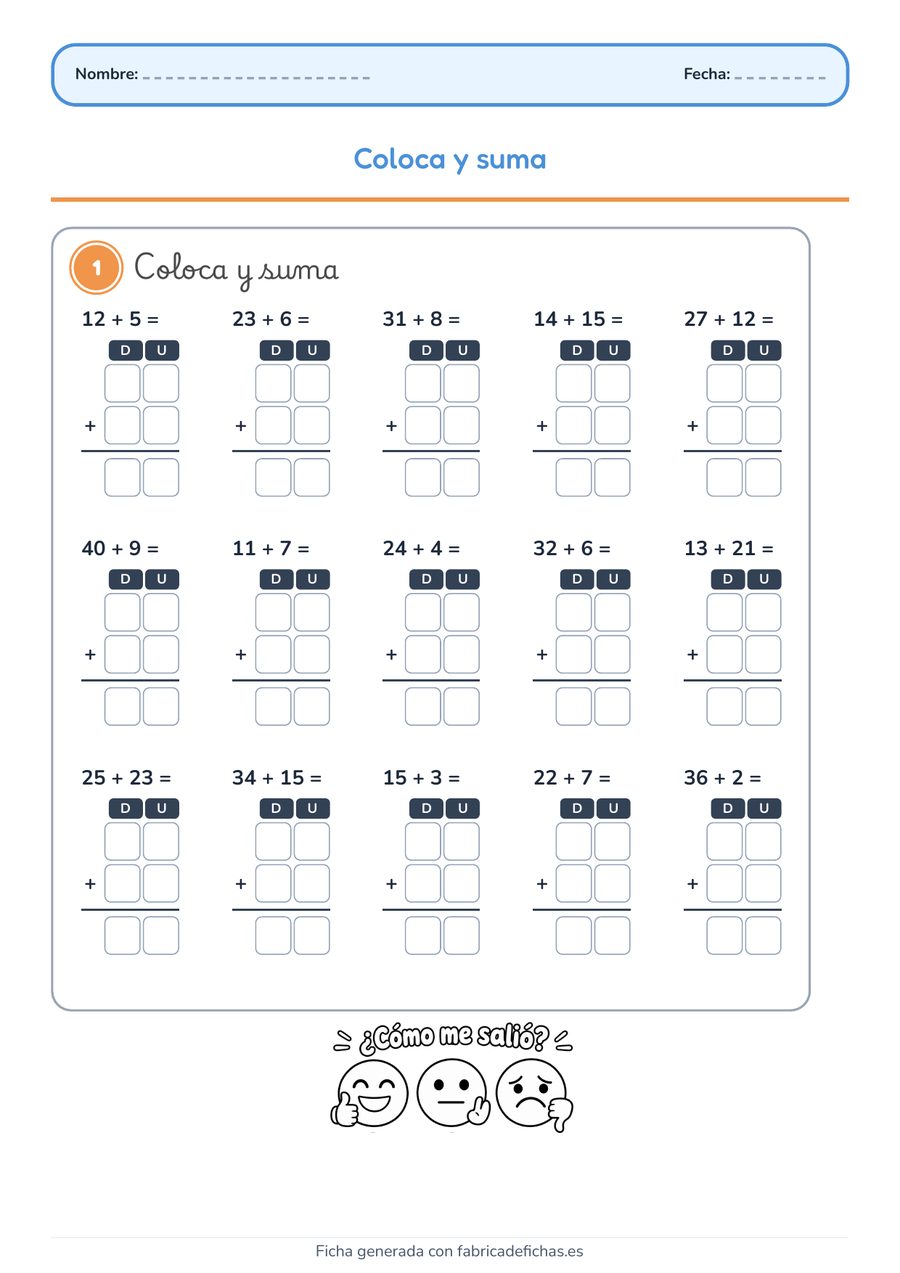 Nombre: Fecha:
Coloca y suma
1 Coloca y suma
12 + 5 = 23 + 6 = 31 + 8 = 14 + 15 = 27 + 12 =
D U D U D U D U D U
+ + + + +
40 + 9 = 11 + 7 = 24 + 4 = 32 + 6 = 13 + 21 =
D U D U D U D U D U
+ + + + +
25 + 23 = 34 + 15 = 15 + 3 = 22 + 7 = 36 + 2 =
D U D U D U D U D U
+ + + + +
¿Cómo me salió?
Ficha generada con fabricadefichas.es